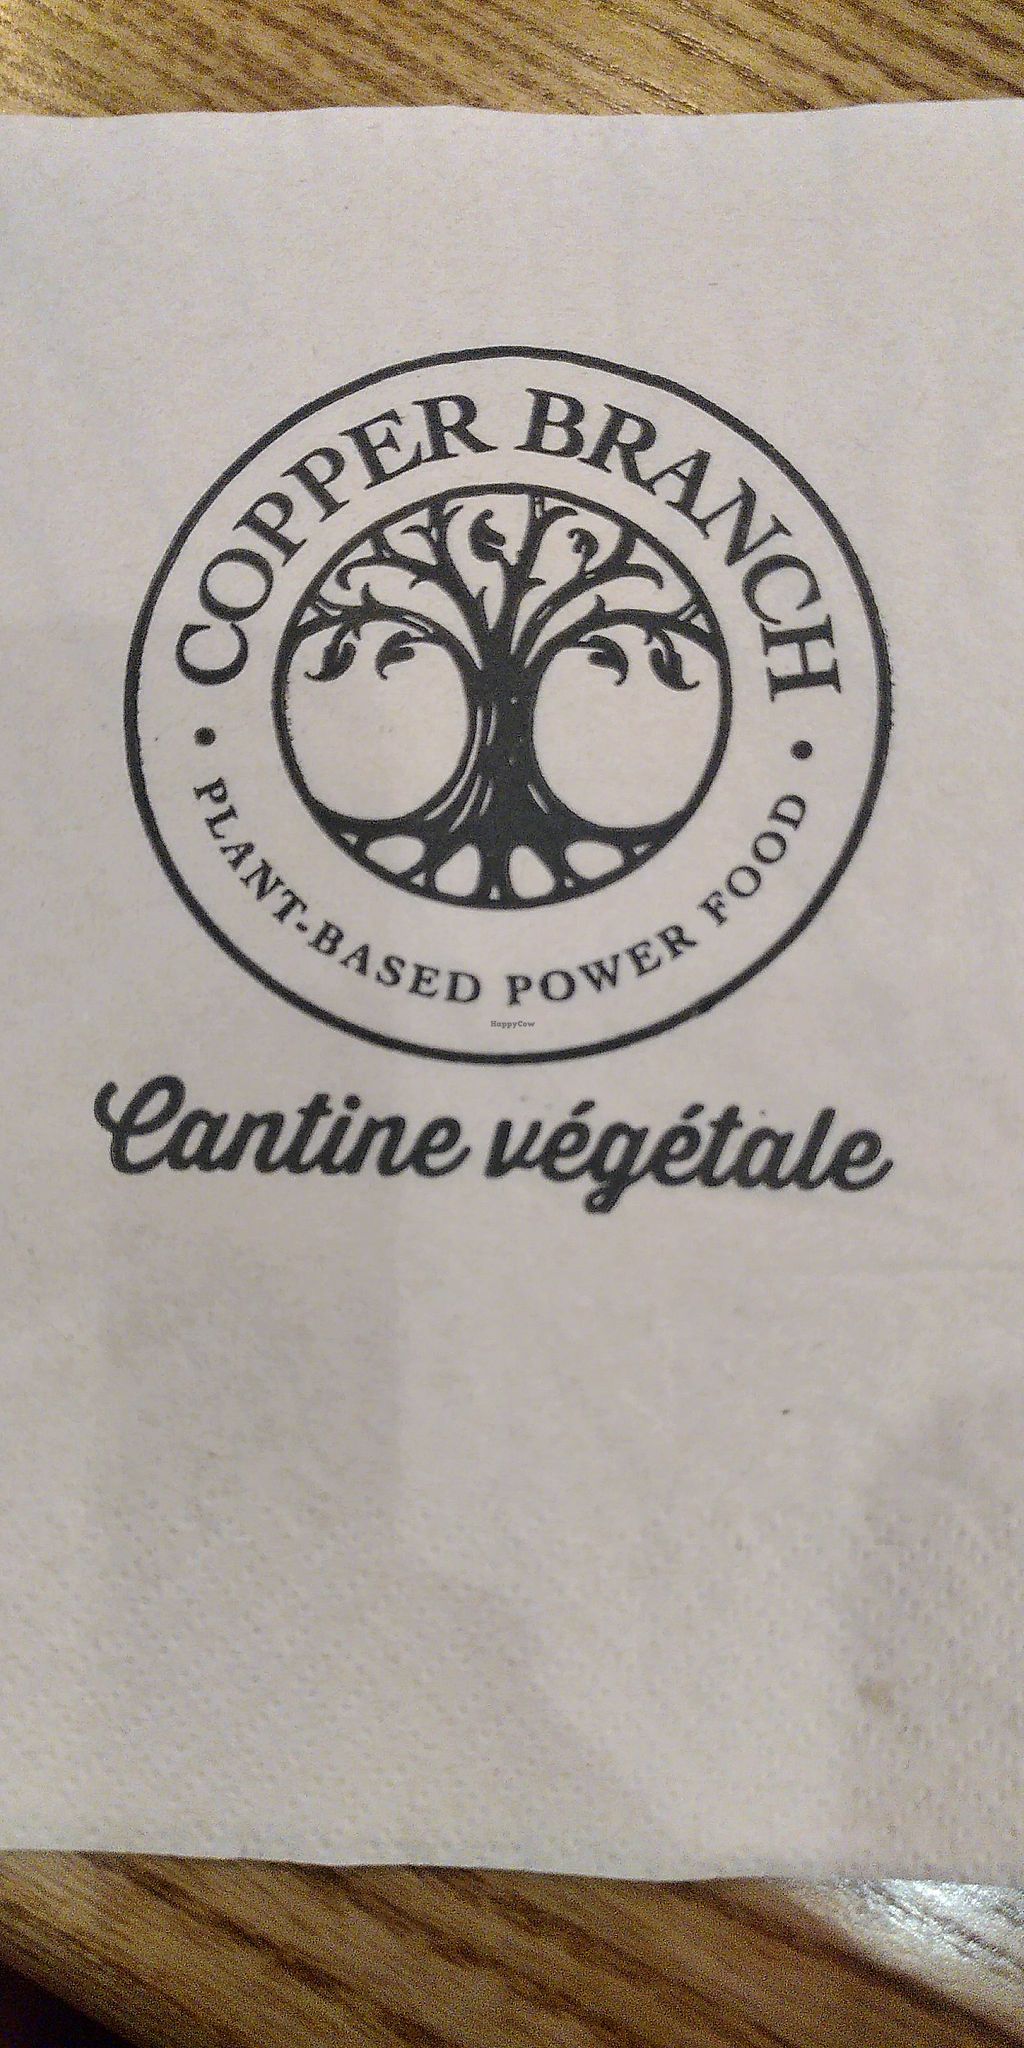 COPPER BRANCH
• PLANT-BASED POWER FOOD •
HappyCow
Cantine végétale